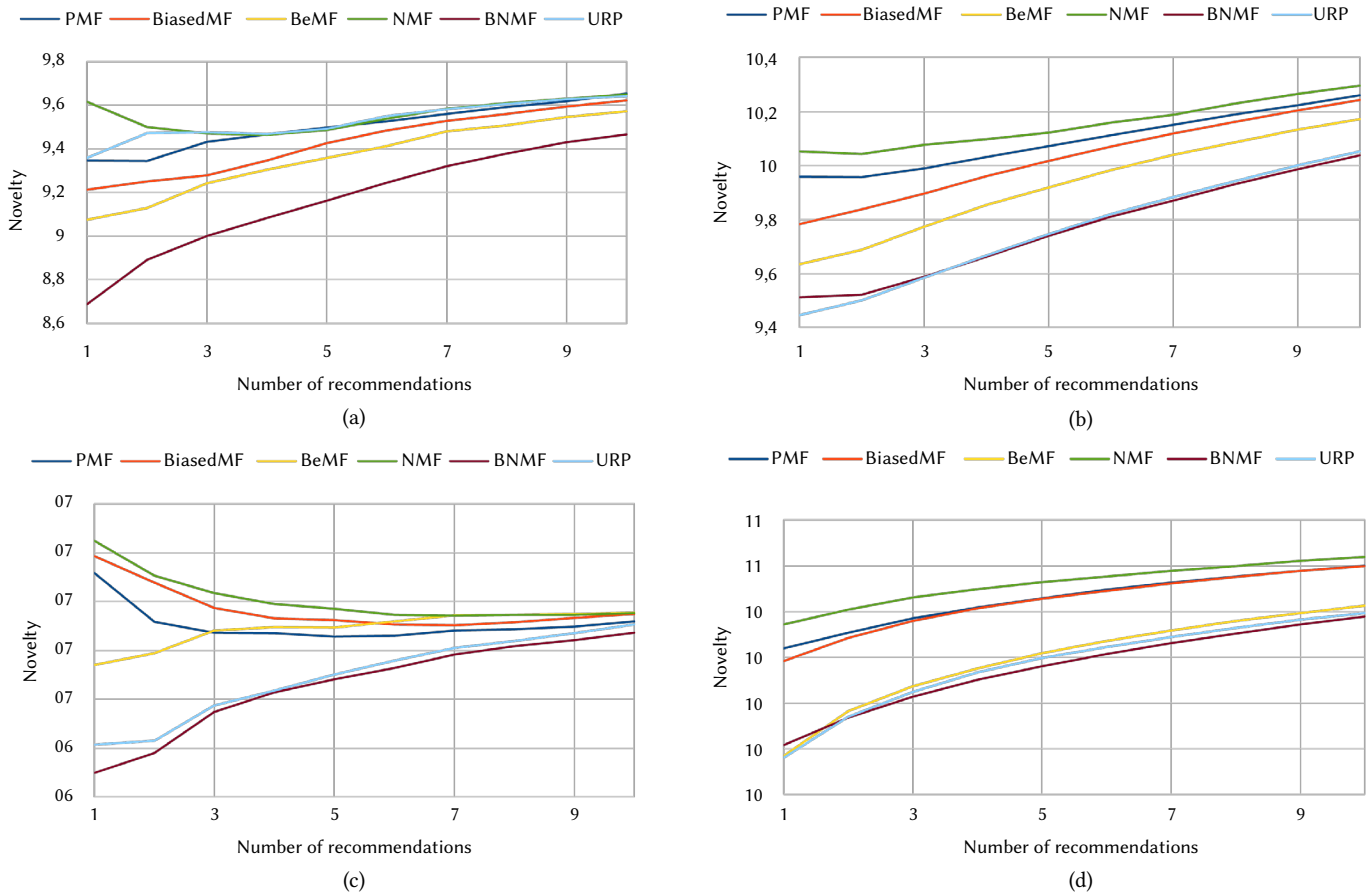 PMF BiasedMF BeMF NMF BNMF URP
9,8
9,6
9,4
9,2
9
8,8
8,6
Novelty
1 3 5 7 9
Number of recommendations
(a)
PMF BiasedMF BeMF NMF BNMF URP
10,4
10,2
10
9,8
9,6
9,4
Novelty
1 3 5 7 9
Number of recommendations
(b)
PMF BiasedMF BeMF NMF BNMF URP
07
07
07
07
07
06
06
Novelty
1 3 5 7 9
Number of recommendations
(c)
PMF BiasedMF BeMF NMF BNMF URP
11
11
10
10
10
10
10
Novelty
1 3 5 7 9
Number of recommendations
(d)